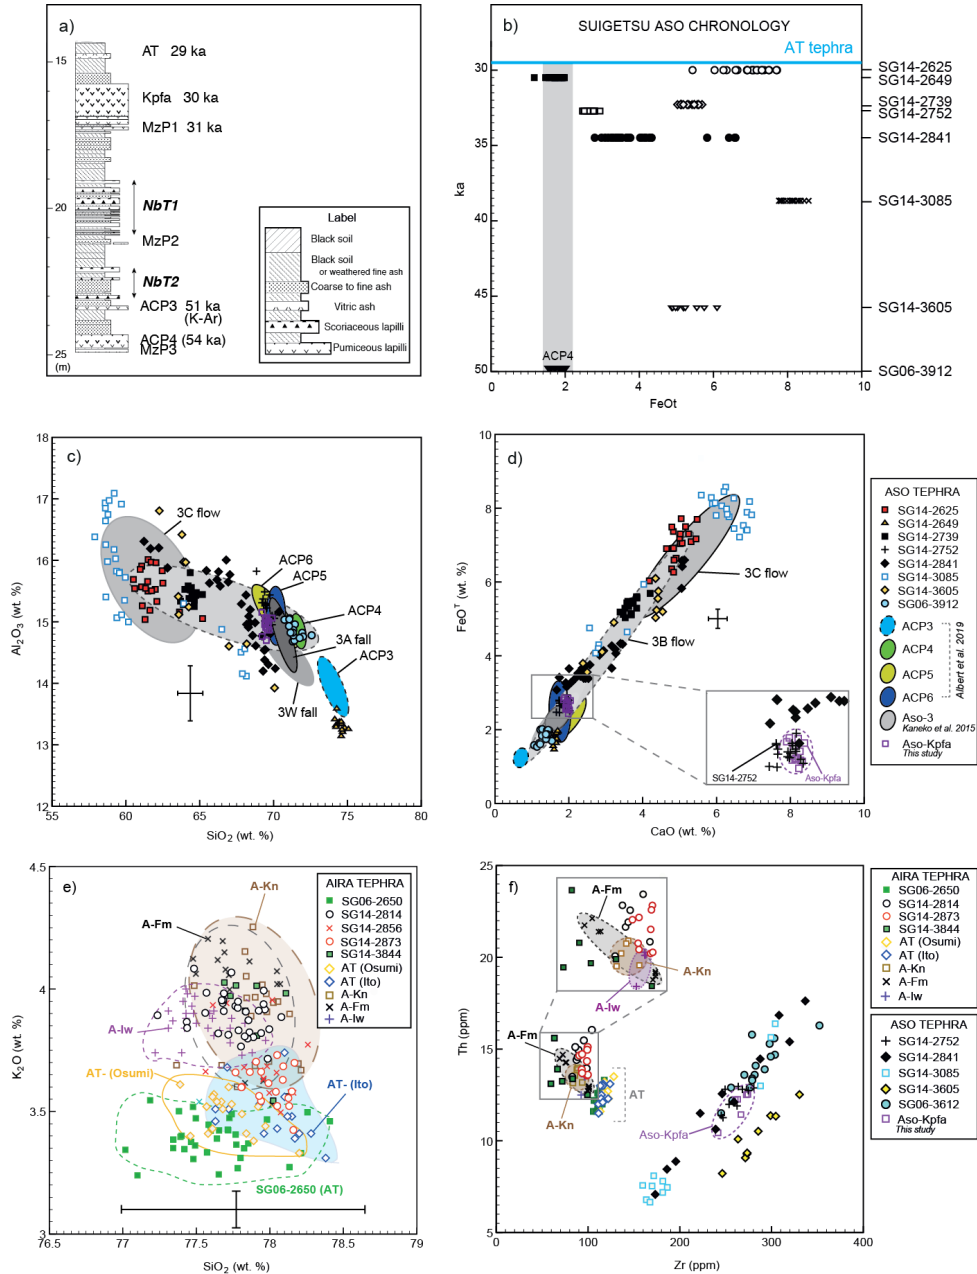 a)
15
20
25
(m)
AT 29 ka
Kpfa 30 ka
MzP1 31 ka
NbT1
MzP2
NbT2
ACP3 51 ka
(K-Ar)
ACP4 (54 ka)
MzP3
Label
Black soil
Black soil
or weathered fine ash
Coarse to fine ash
Vitric ash
Scoriaceous lapilli
Pumiceous lapilli
b)
SUIGETSU ASO CHRONOLOGY
AT tephra
30
35
40
45
50
ka
ACP4
0 2 4 6 8 10
FeOt
SG14-2625
SG14-2649
SG14-2739
SG14-2752
SG14-2841
SG14-3085
SG14-3605
SG06-3912
c)
18
17
16
15
14
13
12
Al2O3 (wt. %)
3C flow
ACP6
ACP5
ACP4
3A fall
ACP3
3W fall
55 60 65 70 75 80
SiO2 (wt. %)
d)
10
8
6
4
2
0
FeOT (wt. %)
3C flow
3B flow
SG14-2752
Aso-Kpfa
0 2 4 6 8 10
CaO (wt. %)
ASO TEPHRA
SG14-2625
SG14-2649
SG14-2739
SG14-2752
SG14-2841
SG14-3085
SG14-3605
SG06-3912
ACP3
ACP4
ACP5
ACP6
Albert et al. 2019
Aso-3
Kaneko et al. 2015
Aso-Kpfa
This study
e)
4.5
4
3.5
3
K2O (wt. %)
A-Kn
A-Fm
A-Iw
AT- (Osumi)
AT- (Ito)
SG06-2650 (AT)
76.5 77 77.5 78 78.5 79
SiO2 (wt. %)
AIRA TEPHRA
SG06-2650
SG14-2814
SG14-2856
SG14-2873
SG14-3844
AT (Osumi)
AT (Ito)
A-Kn
A-Fm
A-Iw
f)
25
20
15
10
5
Th (ppm)
A-Fm
A-Kn
A-Iw
A-Fm
A-Kn
AT
Aso-Kpfa
0 100 200 300 400
Zr (ppm)
AIRA TEPHRA
SG06-2650
SG14-2814
SG14-2873
SG14-3844
AT (Osumi)
AT (Ito)
A-Kn
A-Fm
A-Iw
ASO TEPHRA
SG14-2752
SG14-2841
SG14-3085
SG14-3605
SG06-3612
Aso-Kpfa
This study